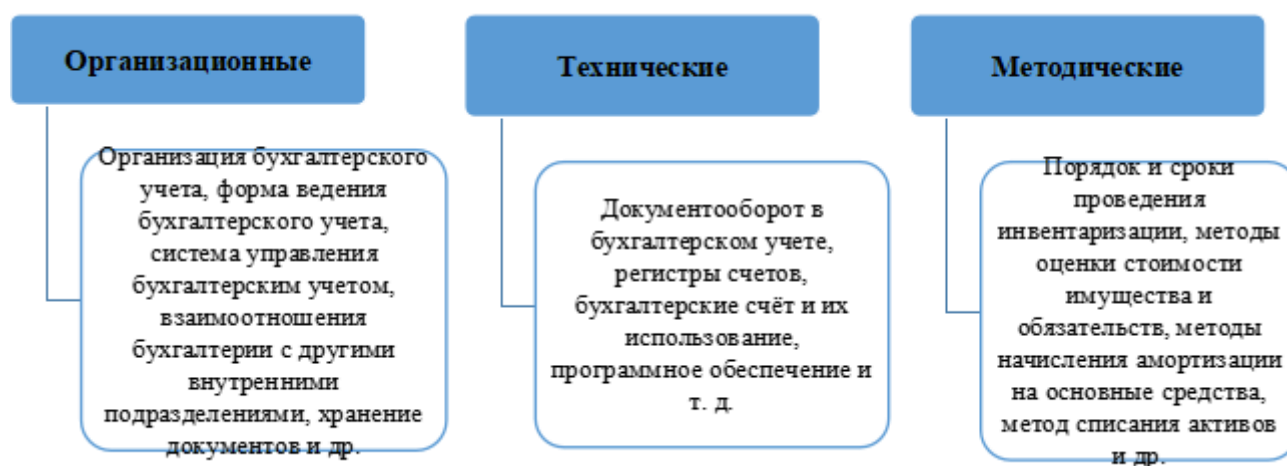 Организационные
Организация бухгалтерского
учета, форма ведения
бухгалтерского учета,
система управления
бухгалтерским учетом,
взаимоотношения
бухгалтерии с другими
внутренними
подразделениями, хранение
документов и др.
Технические
Документооборот в
бухгалтерском учете,
регистры счетов,
бухгалтерские счёт и их
использование,
программное обеспечение и
т. д.
Методические
Порядок и сроки
проведения
инвентаризации, методы
оценки стоимости
имущества и
обязательств, методы
начисления амортизации
на основные средства,
метод списания активов
и др.